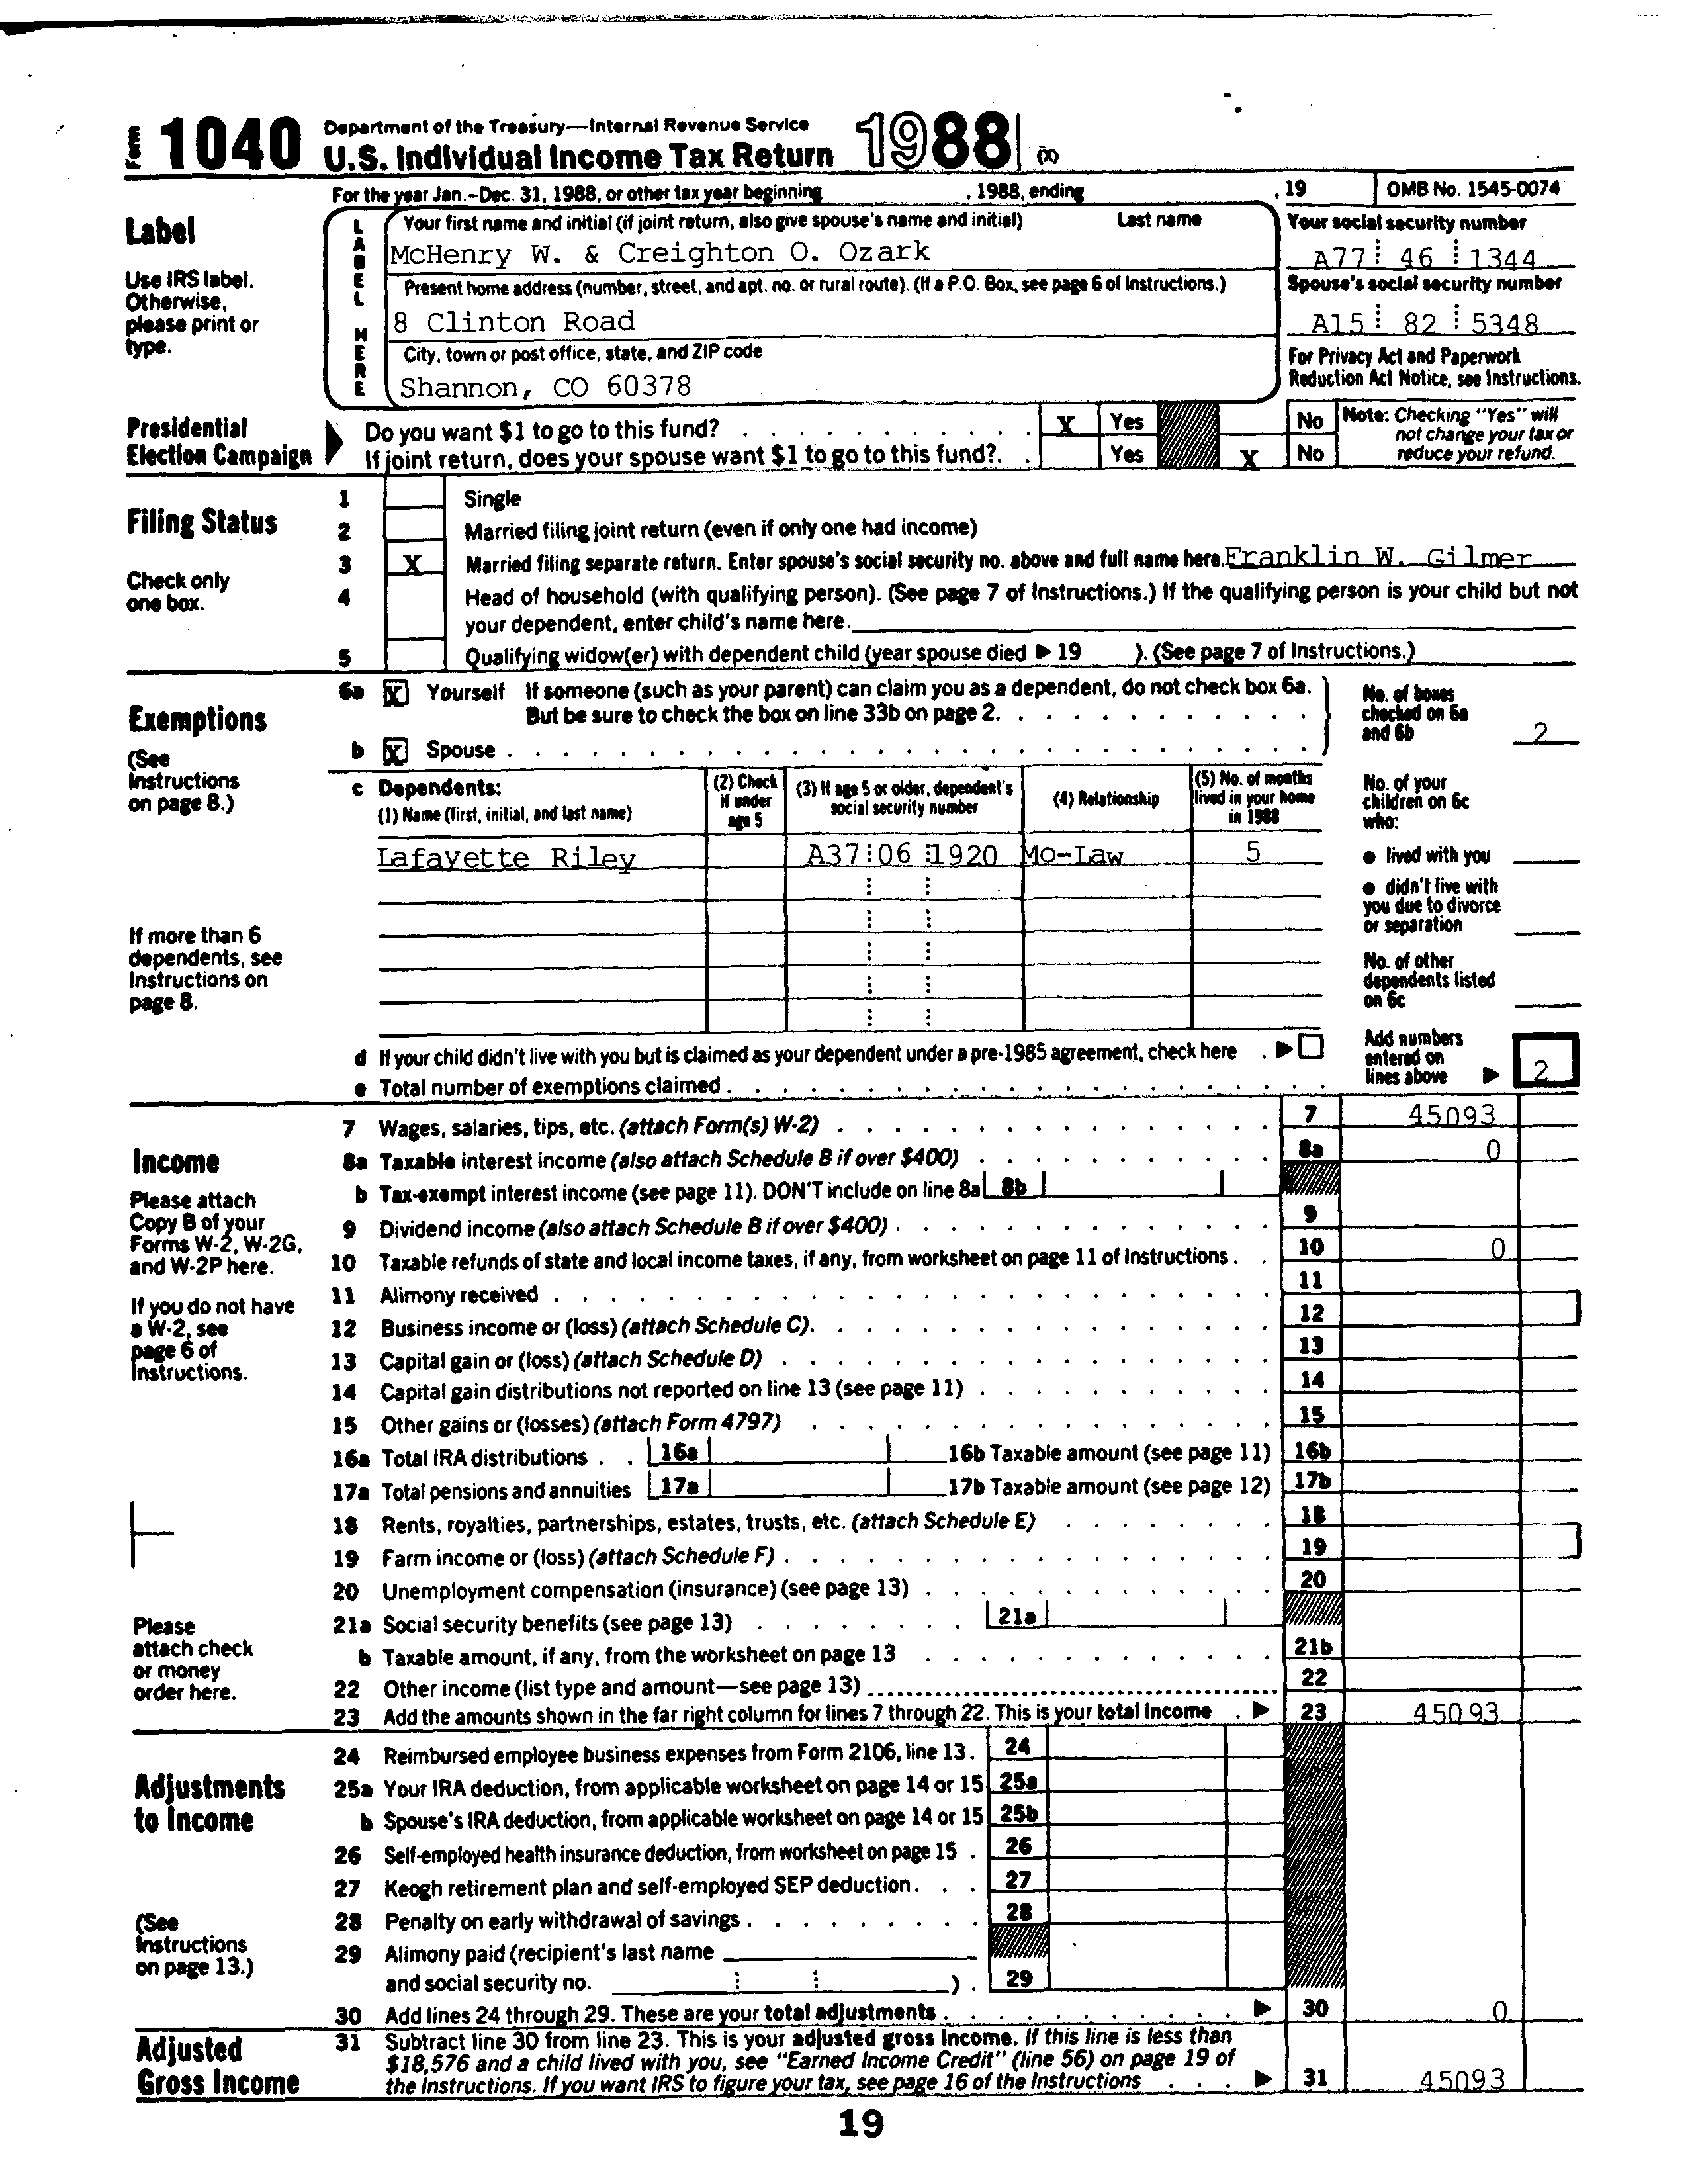 Form 1040 Department of the Treasury—Internal Revenue Service
U.S. Individual Income Tax Return 1988 (X)
For the year Jan.–Dec. 31, 1988, or other tax year beginning , 1988, ending , 19 OMB No. 1545-0074
Label
Use IRS label.
Otherwise,
please print or
type.
LABEL HERE
Your first name and initial (if joint return, also give spouse's name and initial) Last name
McHenry W. & Creighton O. Ozark
Your social security number
A77 46 1344
Present home address (number, street, and apt. no. or rural route). (If a P.O. Box, see page 6 of Instructions.)
8 Clinton Road
Spouse's social security number
A15 82 5348
City, town or post office, state, and ZIP code
Shannon, CO 60378
For Privacy Act and Paperwork
Reduction Act Notice, see Instructions.
Presidential
Election Campaign
Do you want $1 to go to this fund? X Yes No
If joint return, does your spouse want $1 to go to this fund? Yes X No
Note: Checking "Yes" will
not change your tax or
reduce your refund.
Filing Status
Check only
one box.
1 Single
2 Married filing joint return (even if only one had income)
3 X Married filing separate return. Enter spouse's social security no. above and full name here. Franklin W. Gilmer
4 Head of household (with qualifying person). (See page 7 of Instructions.) If the qualifying person is your child but not
your dependent, enter child's name here.
5 Qualifying widow(er) with dependent child (year spouse died ▶ 19 ). (See page 7 of Instructions.)
Exemptions
(See
Instructions
on page 8.)
If more than 6
dependents, see
Instructions on
page 8.
6a X Yourself If someone (such as your parent) can claim you as a dependent, do not check box 6a.
But be sure to check the box on line 33b on page 2.
b X Spouse
No. of boxes
checked on 6a
and 6b 2
c Dependents:
(1) Name (first, initial, and last name)
(2) Check
if under
age 5
(3) If age 5 or older, dependent's
social security number
(4) Relationship
(5) No. of months
lived in your home
in 1988
Lafayette Riley A37 06 1920 Mo-Law 5
No. of your
children on 6c
who:
● lived with you
● didn't live with
you due to divorce
or separation
No. of other
dependents listed
on 6c
d If your child didn't live with you but is claimed as your dependent under a pre-1985 agreement, check here ▶
e Total number of exemptions claimed
Add numbers
entered on
lines above ▶ 2
Income
Please attach
Copy B of your
Forms W-2, W-2G,
and W-2P here.
If you do not have
a W-2, see
page 6 of
Instructions.
Please
attach check
or money
order here.
7 Wages, salaries, tips, etc. (attach Form(s) W-2) 7 45093
8a Taxable interest income (also attach Schedule B if over $400) 8a 0
b Tax-exempt interest income (see page 11). DON'T include on line 8a 8b
9 Dividend income (also attach Schedule B if over $400) 9
10 Taxable refunds of state and local income taxes, if any, from worksheet on page 11 of Instructions 10 0
11 Alimony received 11
12 Business income or (loss) (attach Schedule C) 12
13 Capital gain or (loss) (attach Schedule D) 13
14 Capital gain distributions not reported on line 13 (see page 11) 14
15 Other gains or (losses) (attach Form 4797) 15
16a Total IRA distributions 16a 16b Taxable amount (see page 11) 16b
17a Total pensions and annuities 17a 17b Taxable amount (see page 12) 17b
18 Rents, royalties, partnerships, estates, trusts, etc. (attach Schedule E) 18
19 Farm income or (loss) (attach Schedule F) 19
20 Unemployment compensation (insurance) (see page 13) 20
21a Social security benefits (see page 13) 21a
b Taxable amount, if any, from the worksheet on page 13 21b
22 Other income (list type and amount—see page 13) 22
23 Add the amounts shown in the far right column for lines 7 through 22. This is your total income ▶ 23 45093
Adjustments
to Income
(See
Instructions
on page 13.)
24 Reimbursed employee business expenses from Form 2106, line 13 24
25a Your IRA deduction, from applicable worksheet on page 14 or 15 25a
b Spouse's IRA deduction, from applicable worksheet on page 14 or 15 25b
26 Self-employed health insurance deduction, from worksheet on page 15 26
27 Keogh retirement plan and self-employed SEP deduction 27
28 Penalty on early withdrawal of savings 28
29 Alimony paid (recipient's last name
and social security no. ) 29
30 Add lines 24 through 29. These are your total adjustments ▶ 30 0
Adjusted
Gross Income
31 Subtract line 30 from line 23. This is your adjusted gross income. If this line is less than
$18,576 and a child lived with you, see "Earned Income Credit" (line 56) on page 19 of
the Instructions. If you want IRS to figure your tax, see page 16 of the Instructions ▶ 31 45093
19